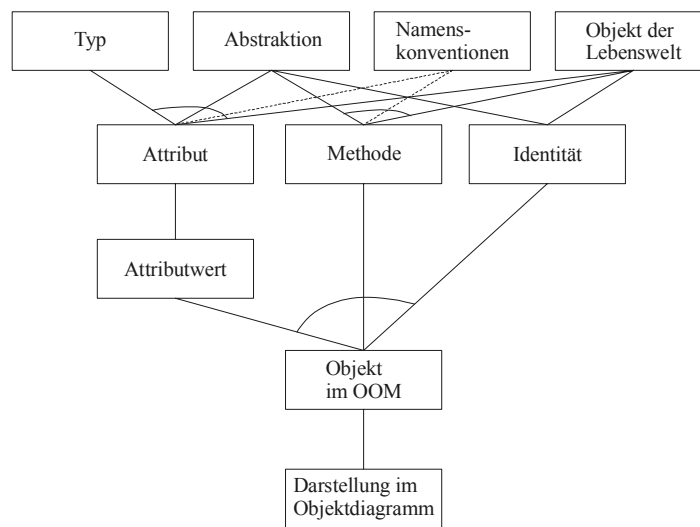 Typ
Abstraktion
Namens-
konventionen
Objekt der
Lebenswelt
Attribut
Methode
Identität
Attributwert
Objekt
im OOM
Darstellung im
Objektdiagramm